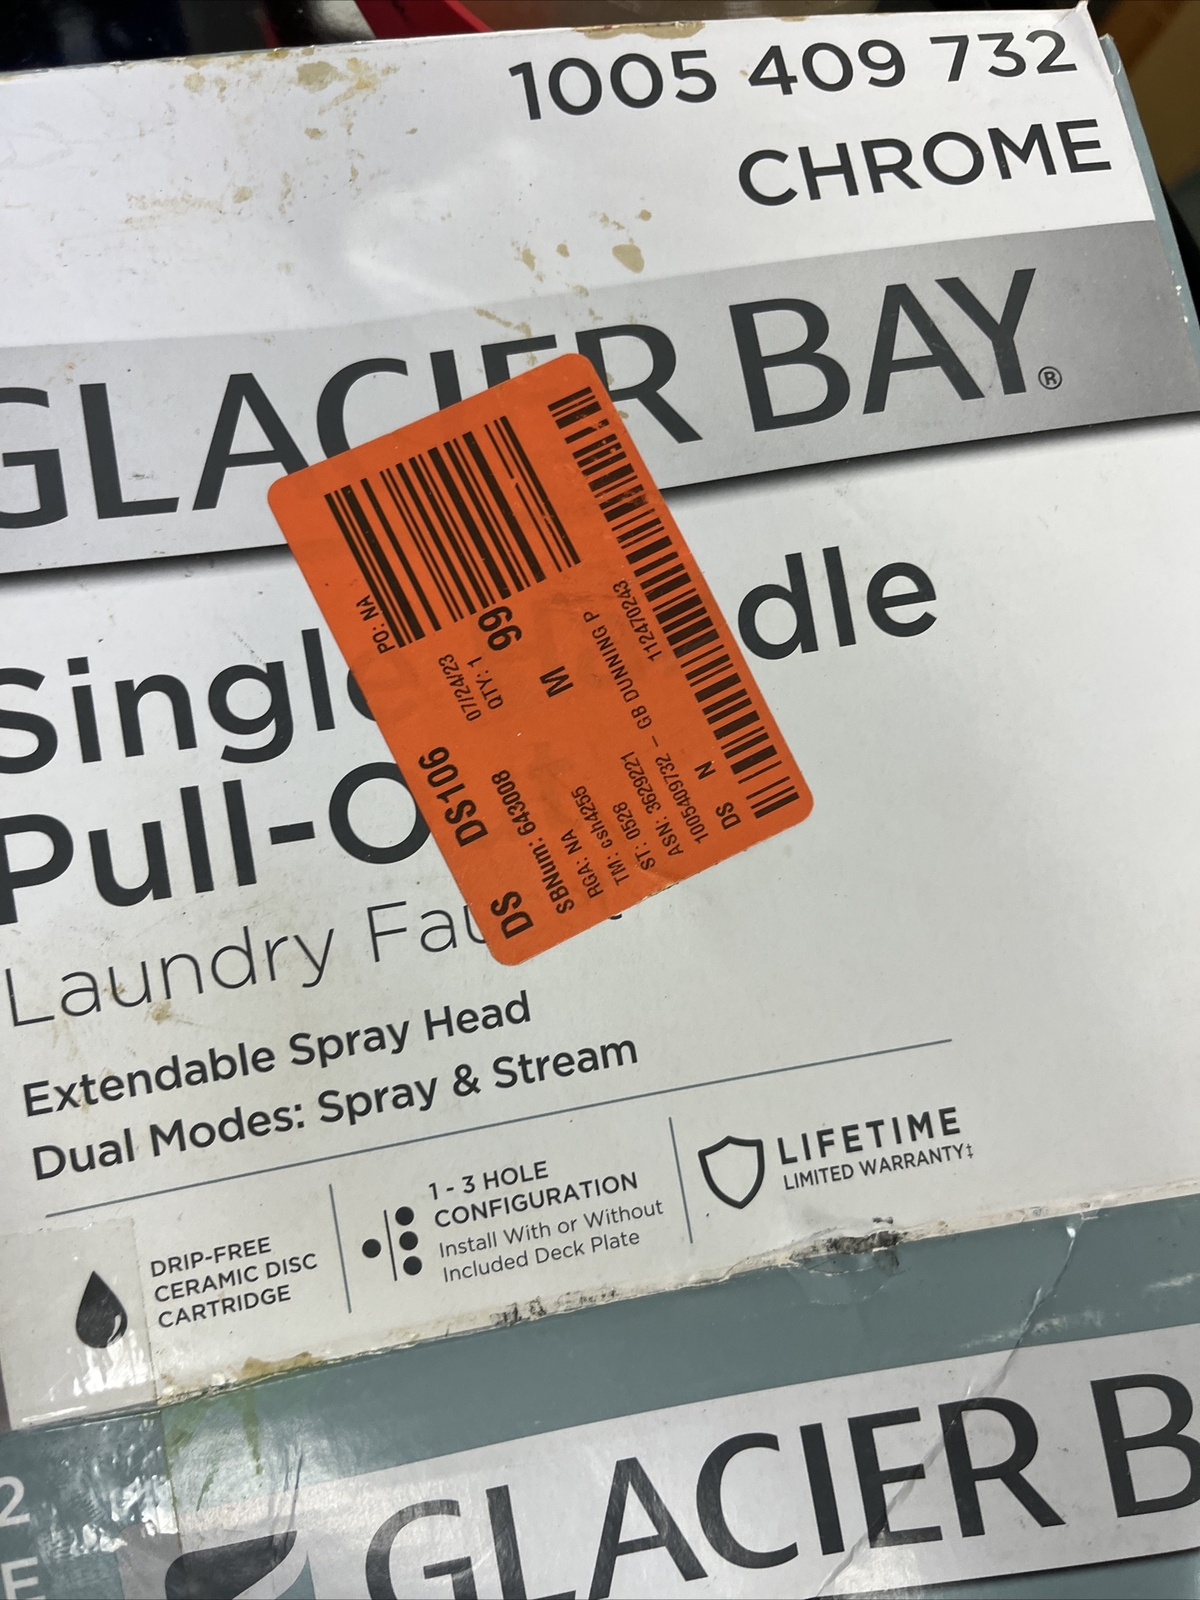 1005 409 732
CHROME
GLACIER BAY®
Single dle
Pull-O
Laundry Fau
Extendable Spray Head
Dual Modes: Spray & Stream
DRIP-FREE
CERAMIC DISC
CARTRIDGE
1 - 3 HOLE
CONFIGURATION
Install With or Without
Included Deck Plate
LIFETIME
LIMITED WARRANTY‡
PO: NA
07/24/23
QTY: 1
99
M
DS DS106
SBNum: 643008
RGA: NA
TM: csh4255
ST: 0528
ASN: 3629221
1005409732 – GB DUNNING P
112470243
DS N
GLACIER B
2
E